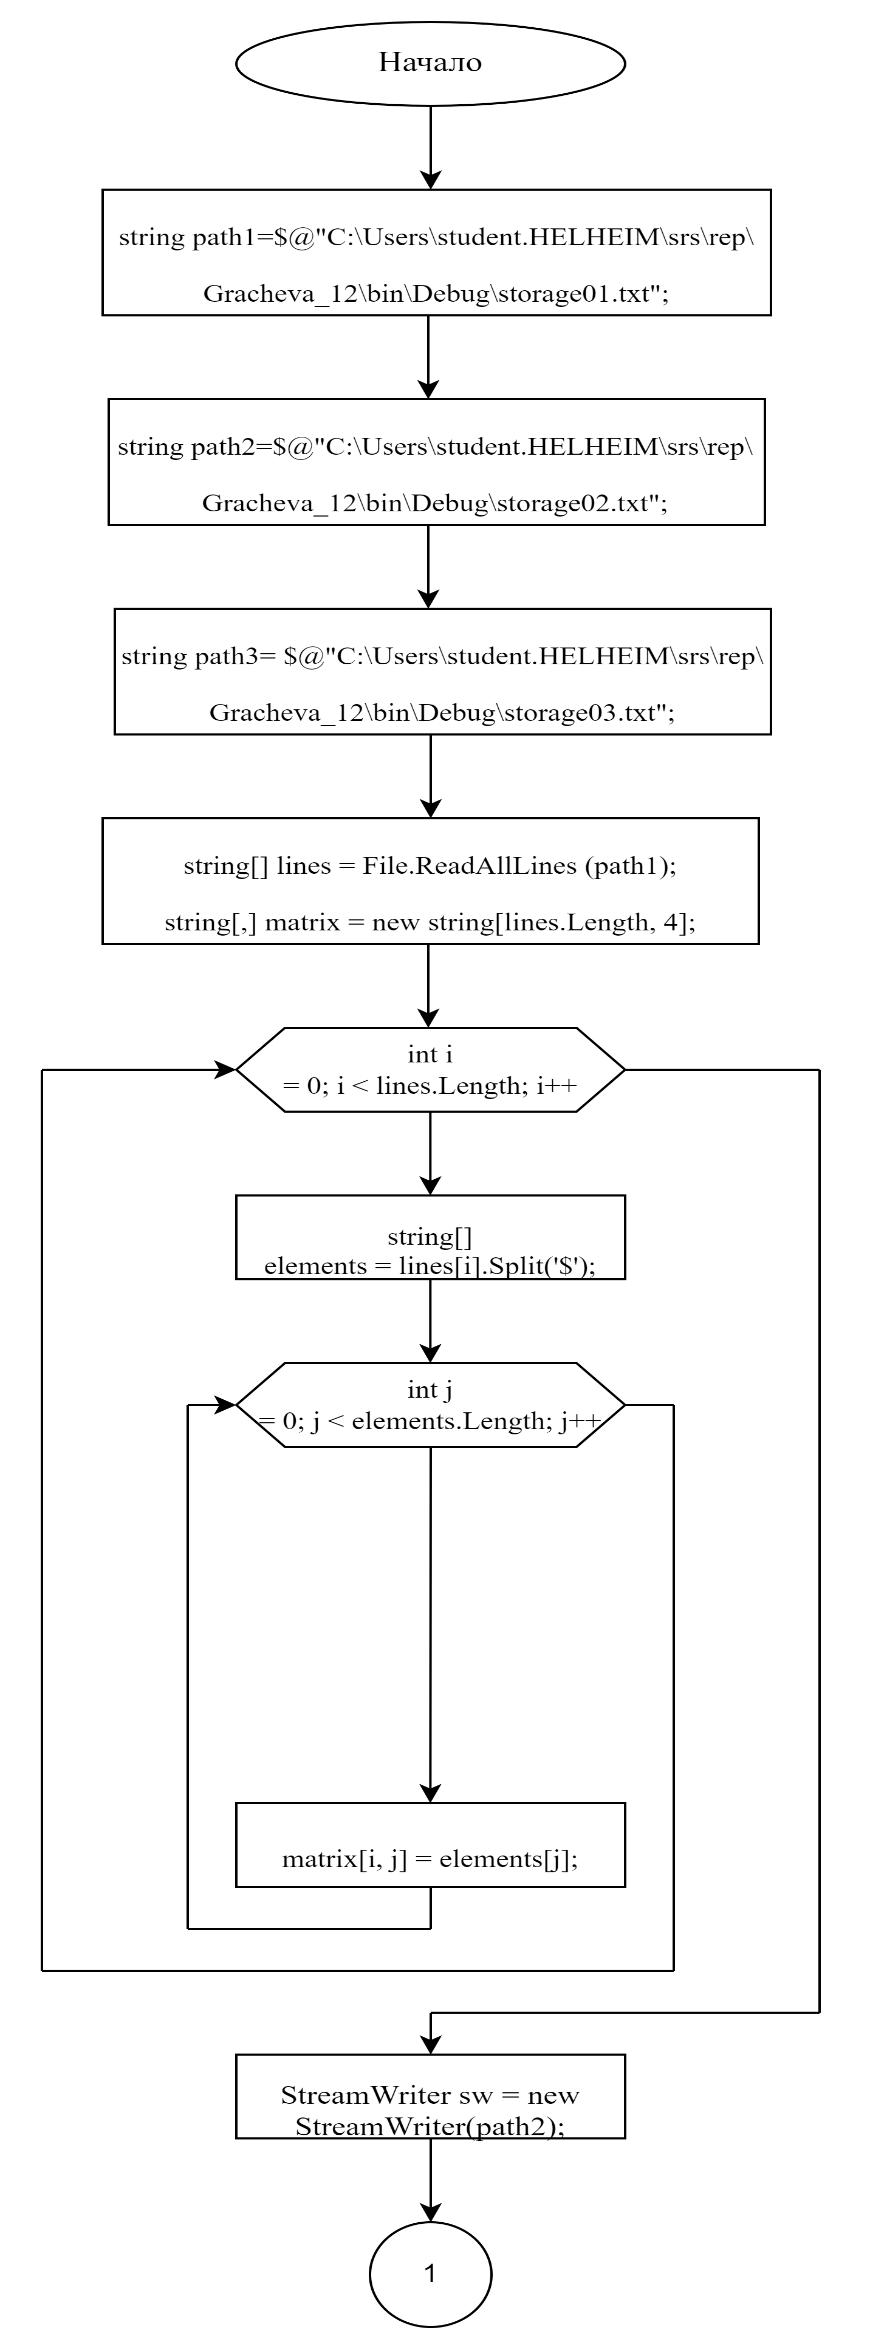 Начало
string path1=$@"C:\Users\student.HELHEIM\srs\rep\
Gracheva_12\bin\Debug\storage01.txt";
string path2=$@"C:\Users\student.HELHEIM\srs\rep\
Gracheva_12\bin\Debug\storage02.txt";
string path3= $@"C:\Users\student.HELHEIM\srs\rep\
Gracheva_12\bin\Debug\storage03.txt";
string[] lines = File.ReadAllLines (path1);
string[,] matrix = new string[lines.Length, 4];
int i
= 0; i < lines.Length; i++
string[]
elements = lines[i].Split('$');
int j
= 0; j < elements.Length; j++
matrix[i, j] = elements[j];
StreamWriter sw = new
StreamWriter(path2);
1